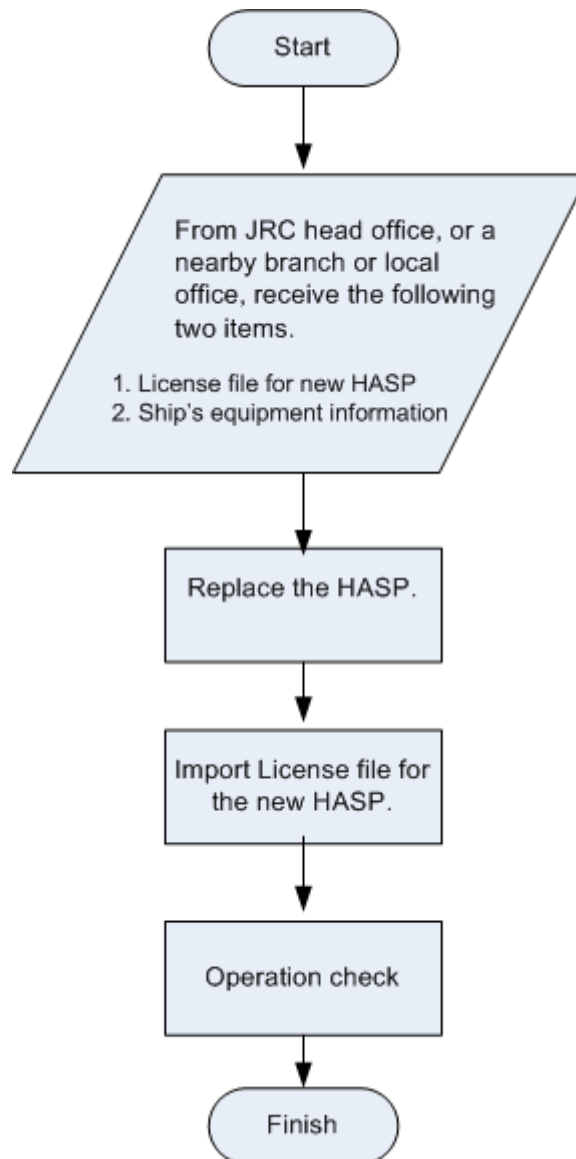 Start
From JRC head office, or a
nearby branch or local
office, receive the following
two items.
1. License file for new HASP
2. Ship's equipment information
Replace the HASP.
Import License file for
the new HASP.
Operation check
Finish